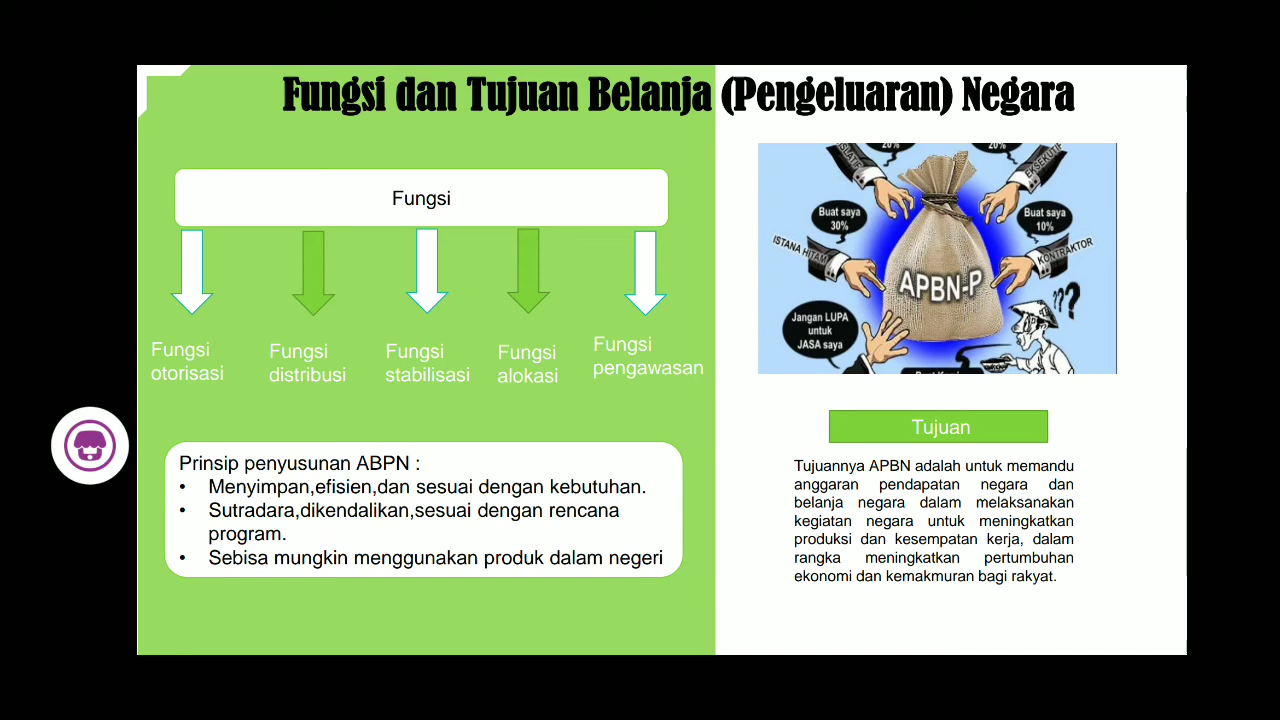 Fungsi dan Tujuan Belanja (Pengeluaran) Negara
Fungsi
Fungsi
otorisasi
Fungsi
distribusi
Fungsi
stabilisasi
Fungsi
alokasi
Fungsi
pengawasan
Prinsip penyusunan ABPN :
• Menyimpan,efisien,dan sesuai dengan kebutuhan.
• Sutradara,dikendalikan,sesuai dengan rencana
program.
• Sebisa mungkin menggunakan produk dalam negeri
20%
20%
EKSEKUTIF
Buat saya
30%
Buat saya
10%
ISTANA HITAM
KONTRAKTOR
APBN-P
???
Jangan LUPA
untuk
JASA saya
Tujuan
Tujuannya APBN adalah untuk memandu
anggaran pendapatan negara dan
belanja negara dalam melaksanakan
kegiatan negara untuk meningkatkan
produksi dan kesempatan kerja, dalam
rangka meningkatkan pertumbuhan
ekonomi dan kemakmuran bagi rakyat.